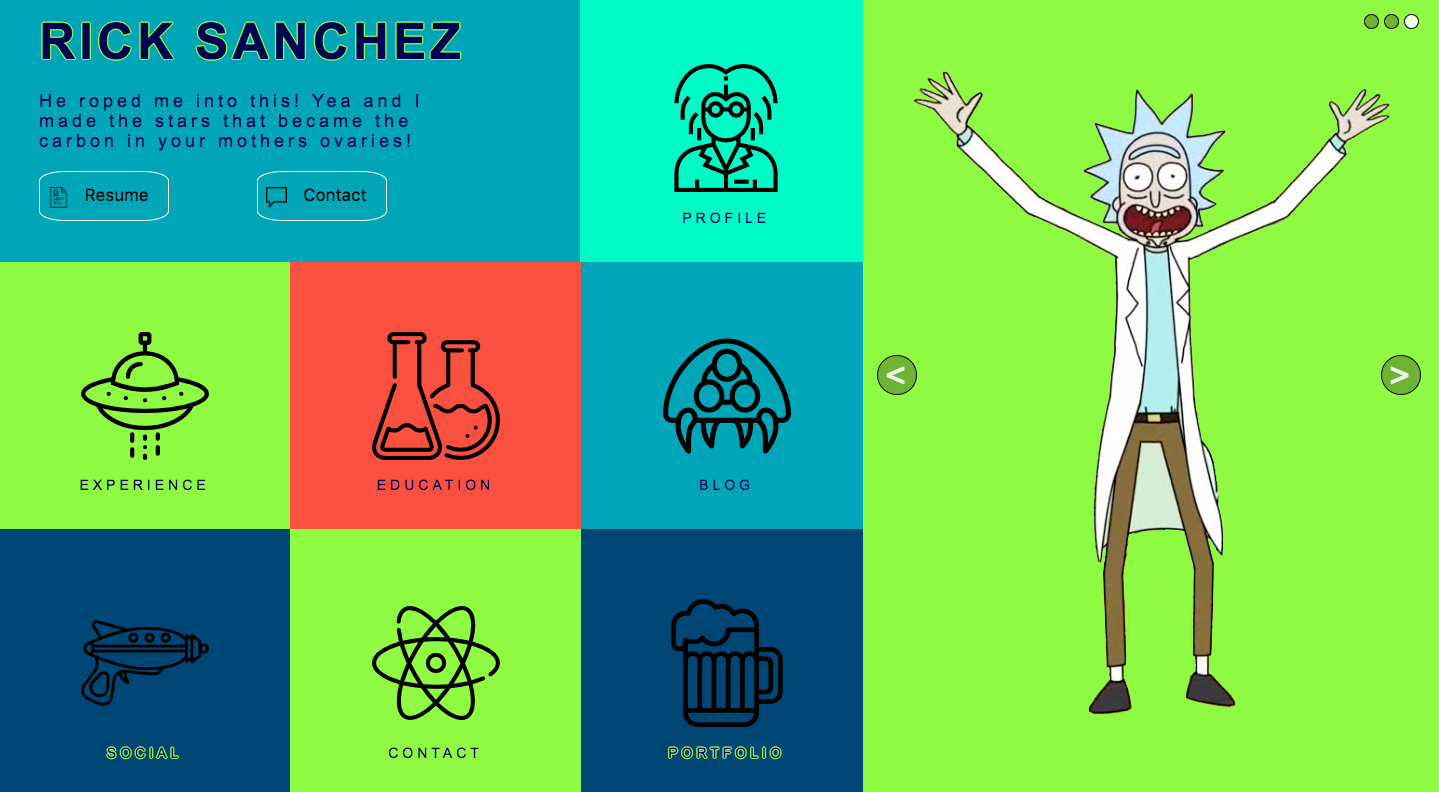 RICK SANCHEZ
He roped me into this! Yea and I
made the stars that became the
carbon in your mothers ovaries!
Resume
Contact
PROFILE
EXPERIENCE
EDUCATION
BLOG
<
>
SOCIAL
CONTACT
PORTFOLIO